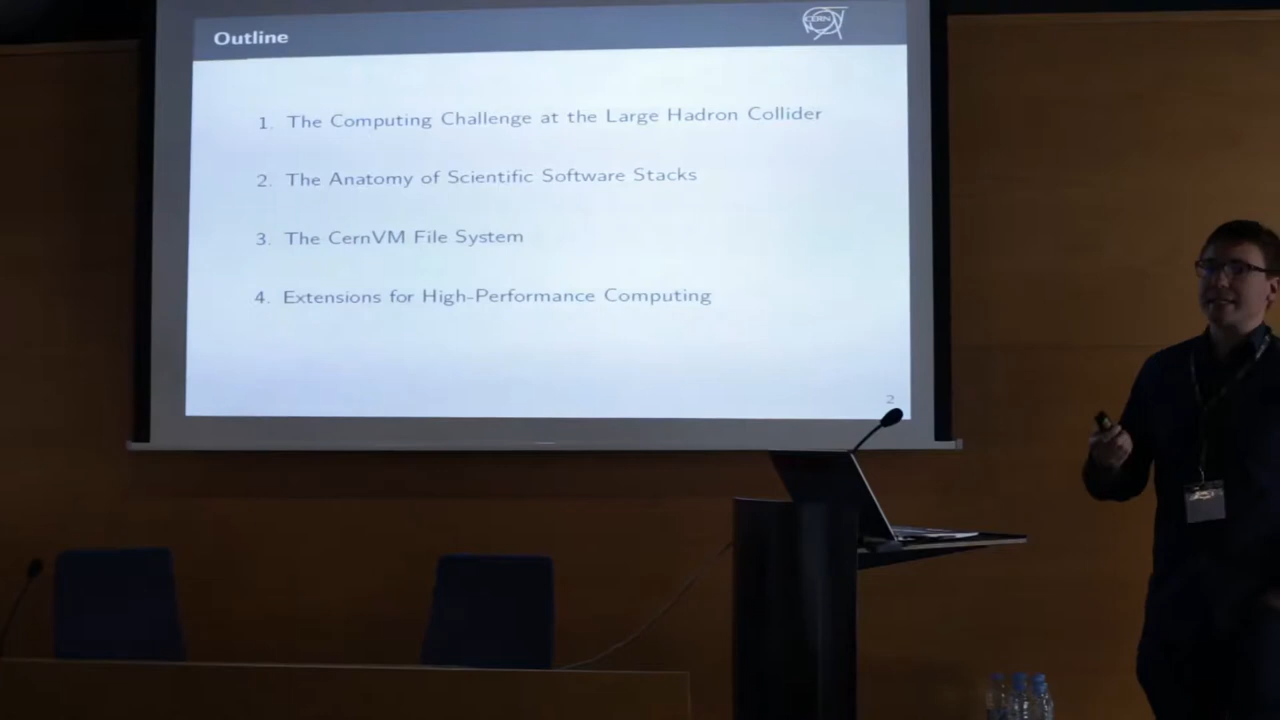 Outline
CERN
1. The Computing Challenge at the Large Hadron Collider
2. The Anatomy of Scientific Software Stacks
3. The CernVM File System
4. Extensions for High-Performance Computing
2